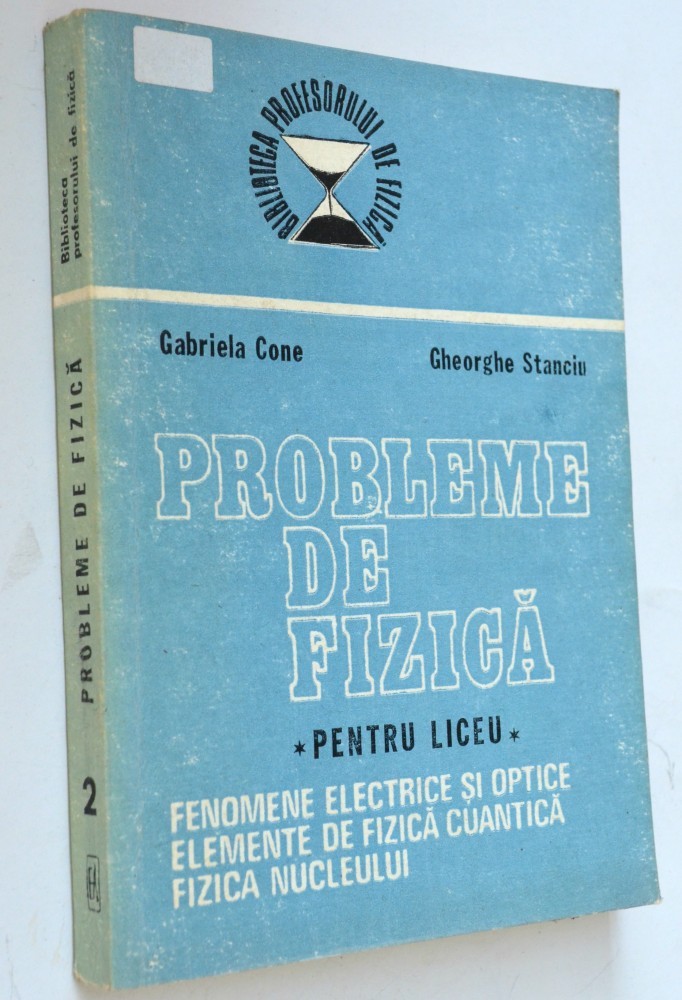 Biblioteca
profesorului de fizică
PROBLEME DE FIZICĂ
2
BIBLIOTECA PROFESORULUI DE FIZICĂ
Gabriela Cone
Gheorghe Stanciu
PROBLEME
DE
FIZICĂ
*PENTRU LICEU*
FENOMENE ELECTRICE ȘI OPTICE
ELEMENTE DE FIZICĂ CUANTICĂ
FIZICA NUCLEULUI